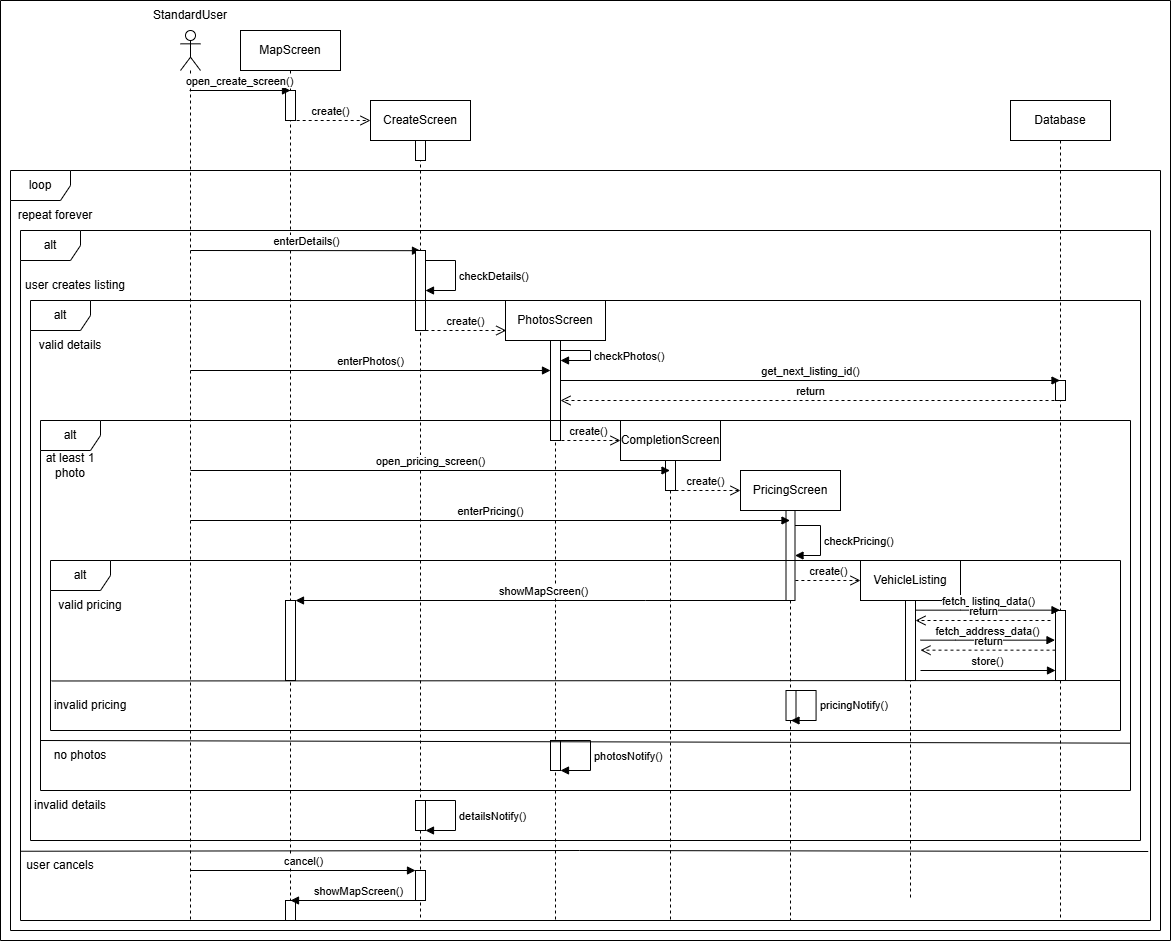 StandardUser
MapScreen
open_create_screen()
create()
CreateScreen
Database
loop
repeat forever
alt
enterDetails()
checkDetails()
user creates listing
alt
create()
PhotosScreen
valid details
checkPhotos()
enterPhotos()
get_next_listing_id()
return
alt
create()
CompletionScreen
at least 1
photo
open_pricing_screen()
create()
PricingScreen
enterPricing()
checkPricing()
alt
create()
VehicleListing
valid pricing
showMapScreen()
fetch_listing_data()
return
fetch_address_data()
return
store()
invalid pricing
pricingNotify()
no photos
photosNotify()
invalid details
detailsNotify()
user cancels
cancel()
showMapScreen()